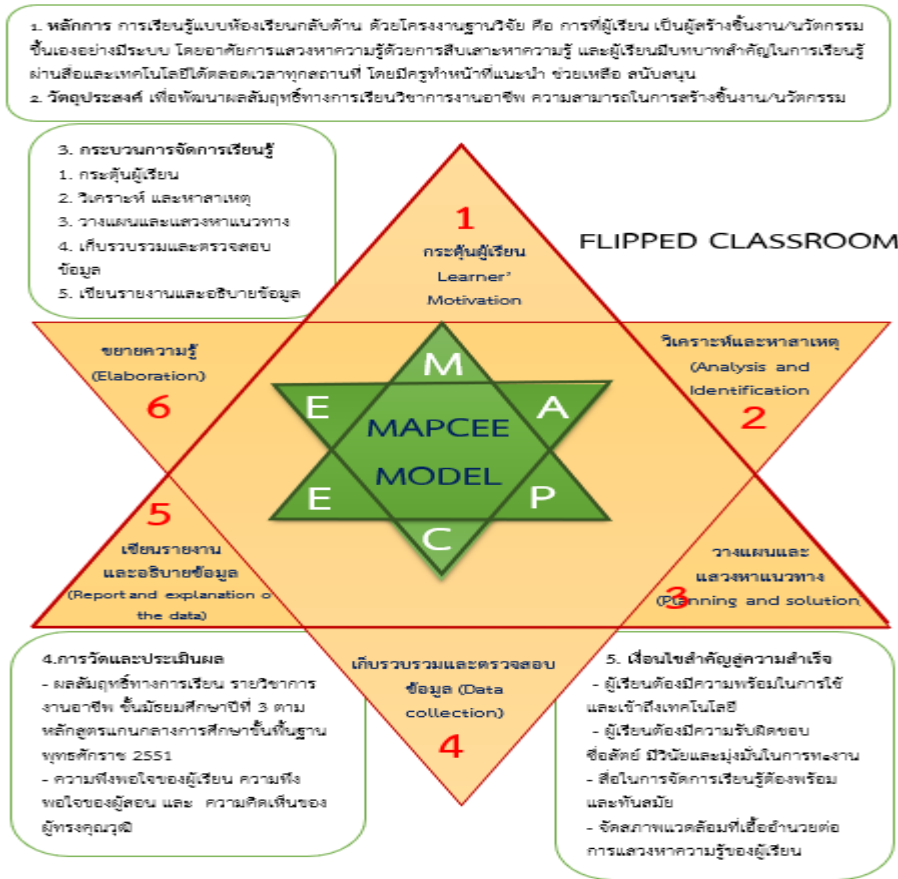 1. หลักการ การเรียนรู้แบบห้องเรียนกลับด้าน ด้วยโครงงานฐานวิจัย คือ การที่ผู้เรียน เป็นผู้สร้างชิ้นงาน/นวัตกรรม
ขึ้นเองอย่างมีระบบ โดยอาศัยการแสวงหาความรู้ด้วยการสืบเสาะหาความรู้ และผู้เรียนมีบทบาทสำคัญในการเรียนรู้
ผ่านสื่อและเทคโนโลยีได้ตลอดเวลาทุกสถานที่ โดยมีครูทำหน้าที่แนะนำ ช่วยเหลือ สนับสนุน
2. วัตถุประสงค์ เพื่อพัฒนาผลสัมฤทธิ์ทางการเรียนวิชาการงานอาชีพ ความสามารถในการสร้างชิ้นงาน/นวัตกรรม
3. กระบวนการจัดการเรียนรู้
1. กระตุ้นผู้เรียน
2. วิเคราะห์ และหาสาเหตุ
3. วางแผนและแสวงหาแนวทาง
4. เก็บรวบรวมและตรวจสอบ
ข้อมูล
5. เขียนรายงานและอธิบายข้อมูล
FLIPPED CLASSROOM
1
กระตุ้นผู้เรียน
Learner’
Motivation
วิเคราะห์และหาสาเหตุ
(Analysis and
Identification
2
วางแผนและ
แสวงหาแนวทาง
3
(Planning and solution
เก็บรวบรวมและตรวจสอบ
ข้อมูล (Data
collection)
4
5
เขียนรายงาน
และอธิบายข้อมูล
(Report and explanation o
the data)
ขยายความรู้
(Elaboration)
6
M
A
P
C
E
E
MAPCEE
MODEL
4.การวัดและประเมินผล
- ผลสัมฤทธิ์ทางการเรียน รายวิชาการ
งานอาชีพ ชั้นมัธยมศึกษาปีที่ 3 ตาม
หลักสูตรแกนกลางการศึกษาขั้นพื้นฐาน
พุทธศักราช 2551
- ความพึงพอใจของผู้เรียน ความพึง
พอใจของผู้สอน และ ความคิดเห็นของ
ผู้ทรงคุณวุฒิ
5. เงื่อนไขสำคัญสู่ความสำเร็จ
- ผู้เรียนต้องมีความพร้อมในการใช้
และเข้าถึงเทคโนโลยี
- ผู้เรียนต้องมีความรับผิดชอบ
ซื่อสัตย์ มีวินัยและมุ่งมั่นในการทะงาน
- สื่อในการจัดการเรียนรู้ต้องพร้อม
และทันสมัย
- จัดสภาพแวดล้อมที่เอื้ออำนวยต่อ
การแสวงหาความรู้ของผู้เรียน